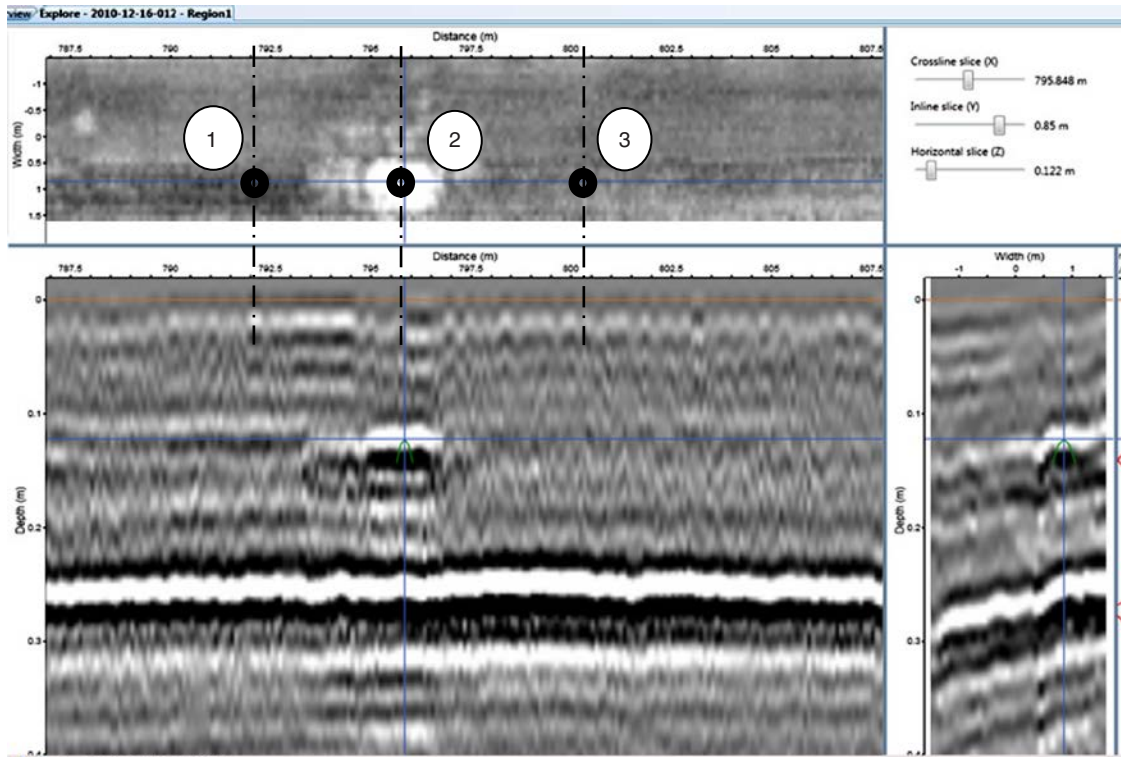 view Explore - 2010-12-16-012 - Region1
Distance (m)
787.5 790 792.5 795 797.5 800 802.5 805 807.5
Width (m)
-1
-0.5
0
0.5
1
1.5
1 2 3
Crossline slice (X)
795.848 m
Inline slice (Y)
0.85 m
Horizontal slice (Z)
0.122 m
Distance (m)
787.5 790 792.5 795 797.5 800 802.5 805 807.5
Depth (m)
0
0.1
0.2
0.3
Width (m)
-1 0 1
Depth (m)
0
0.1
0.2
0.3